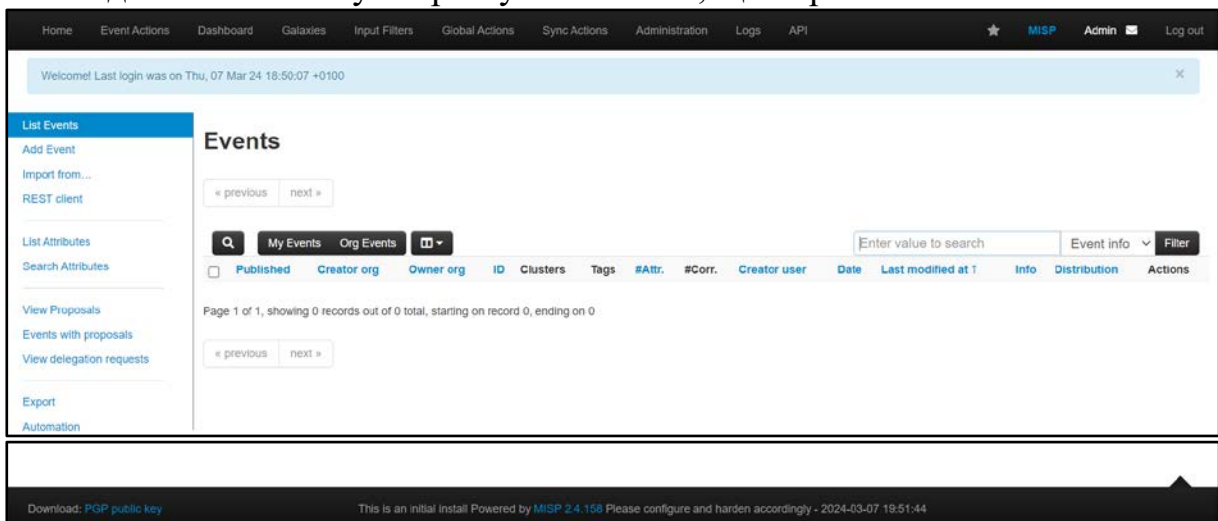 Home Event Actions Dashboard Galaxies Input Filters Global Actions Sync Actions Administration Logs API MISP Admin Log out
Welcome! Last login was on Thu, 07 Mar 24 18:50:07 +0100 ×
List Events
Add Event
Import from...
REST client
List Attributes
Search Attributes
View Proposals
Events with proposals
View delegation requests
Export
Automation
Events
« previous next »
My Events Org Events Enter value to search Event info Filter
Published Creator org Owner org ID Clusters Tags #Attr. #Corr. Creator user Date Last modified at ↑ Info Distribution Actions
Page 1 of 1, showing 0 records out of 0 total, starting on record 0, ending on 0
« previous next »
Download: PGP public key This is an initial install Powered by MISP 2.4.158 Please configure and harden accordingly - 2024-03-07 19:51:44